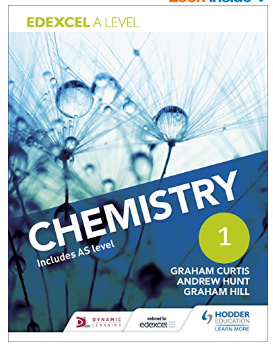 EDEXCEL A LEVEL
CHEMISTRY
Includes AS level
1
GRAHAM CURTIS
ANDREW HUNT
GRAHAM HILL
DYNAMIC
LEARNING
endorsed for
edexcel
HODDER
EDUCATION
LEARN MORE